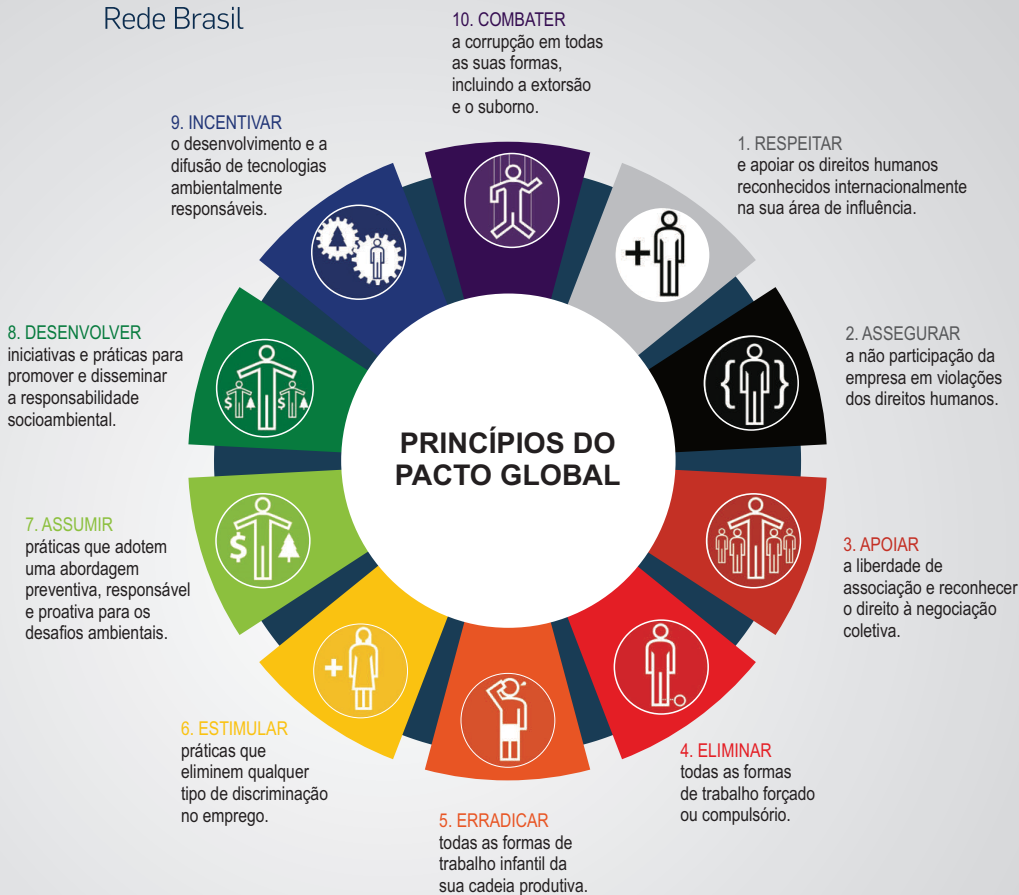 Rede Brasil
10. COMBATER
a corrupção em todas
as suas formas,
incluindo a extorsão
e o suborno.
9. INCENTIVAR
o desenvolvimento e a
difusão de tecnologias
ambientalmente
responsáveis.
1. RESPEITAR
e apoiar os direitos humanos
reconhecidos internacionalmente
na sua área de influência.
8. DESENVOLVER
iniciativas e práticas para
promover e disseminar
a responsabilidade
socioambiental.
2. ASSEGURAR
a não participação da
empresa em violações
dos direitos humanos.
PRINCÍPIOS DO
PACTO GLOBAL
7. ASSUMIR
práticas que adotem
uma abordagem
preventiva, responsável
e proativa para os
desafios ambientais.
3. APOIAR
a liberdade de
associação e reconhecer
o direito à negociação
coletiva.
6. ESTIMULAR
práticas que
eliminem qualquer
tipo de discriminação
no emprego.
4. ELIMINAR
todas as formas
de trabalho forçado
ou compulsório.
5. ERRADICAR
todas as formas de
trabalho infantil da
sua cadeia produtiva.